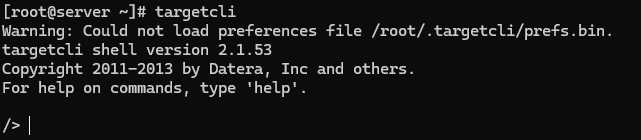 [root@server ~]# targetcli
Warning: Could not load preferences file /root/.targetcli/prefs.bin.
targetcli shell version 2.1.53
Copyright 2011-2013 by Datera, Inc and others.
For help on commands, type 'help'.
/>